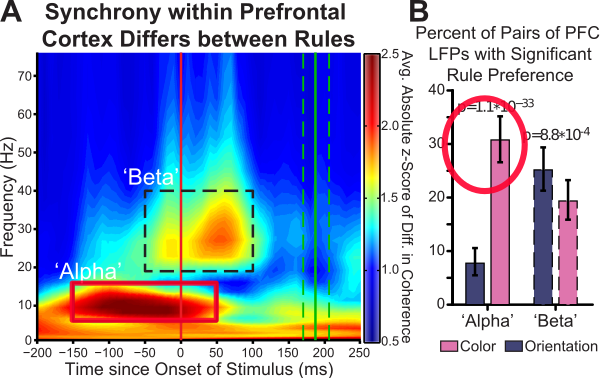 A
Synchrony within Prefrontal
Cortex Differs between Rules
Frequency (Hz)
70
60
50
40
30
20
10
0
'Beta'
'Alpha'
−200 −150 −100 −50 0 50 100 150 200 250
Time since Onset of Stimulus (ms)
2.5
2.0
1.5
1.0
0.5
Avg. Absolute z-Score of Diff. in Coherence
B
Percent of Pairs of PFC
LFPs with Significant
Rule Preference
40
30
20
10
0
p=1.1*10−33
p=8.8*10-4
'Alpha' 'Beta'
Color Orientation